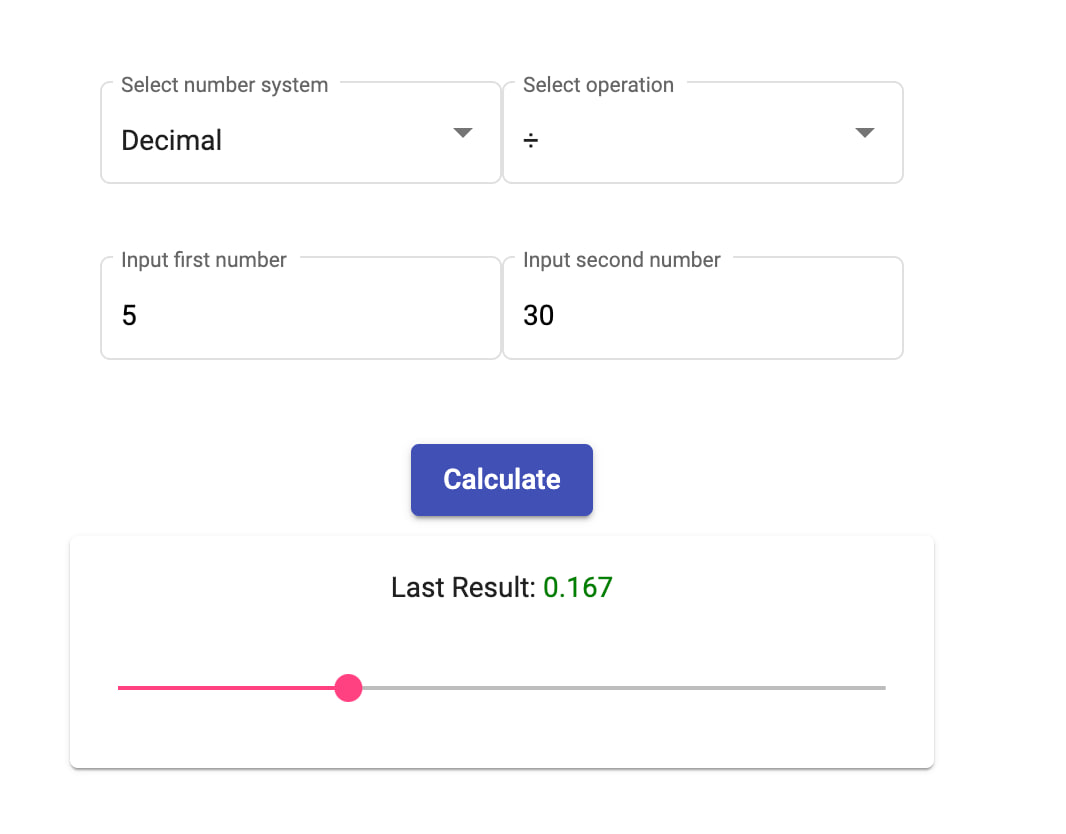 Select number system Select operation
Decimal ÷
Input first number Input second number
5 30
Calculate
Last Result: 0.167